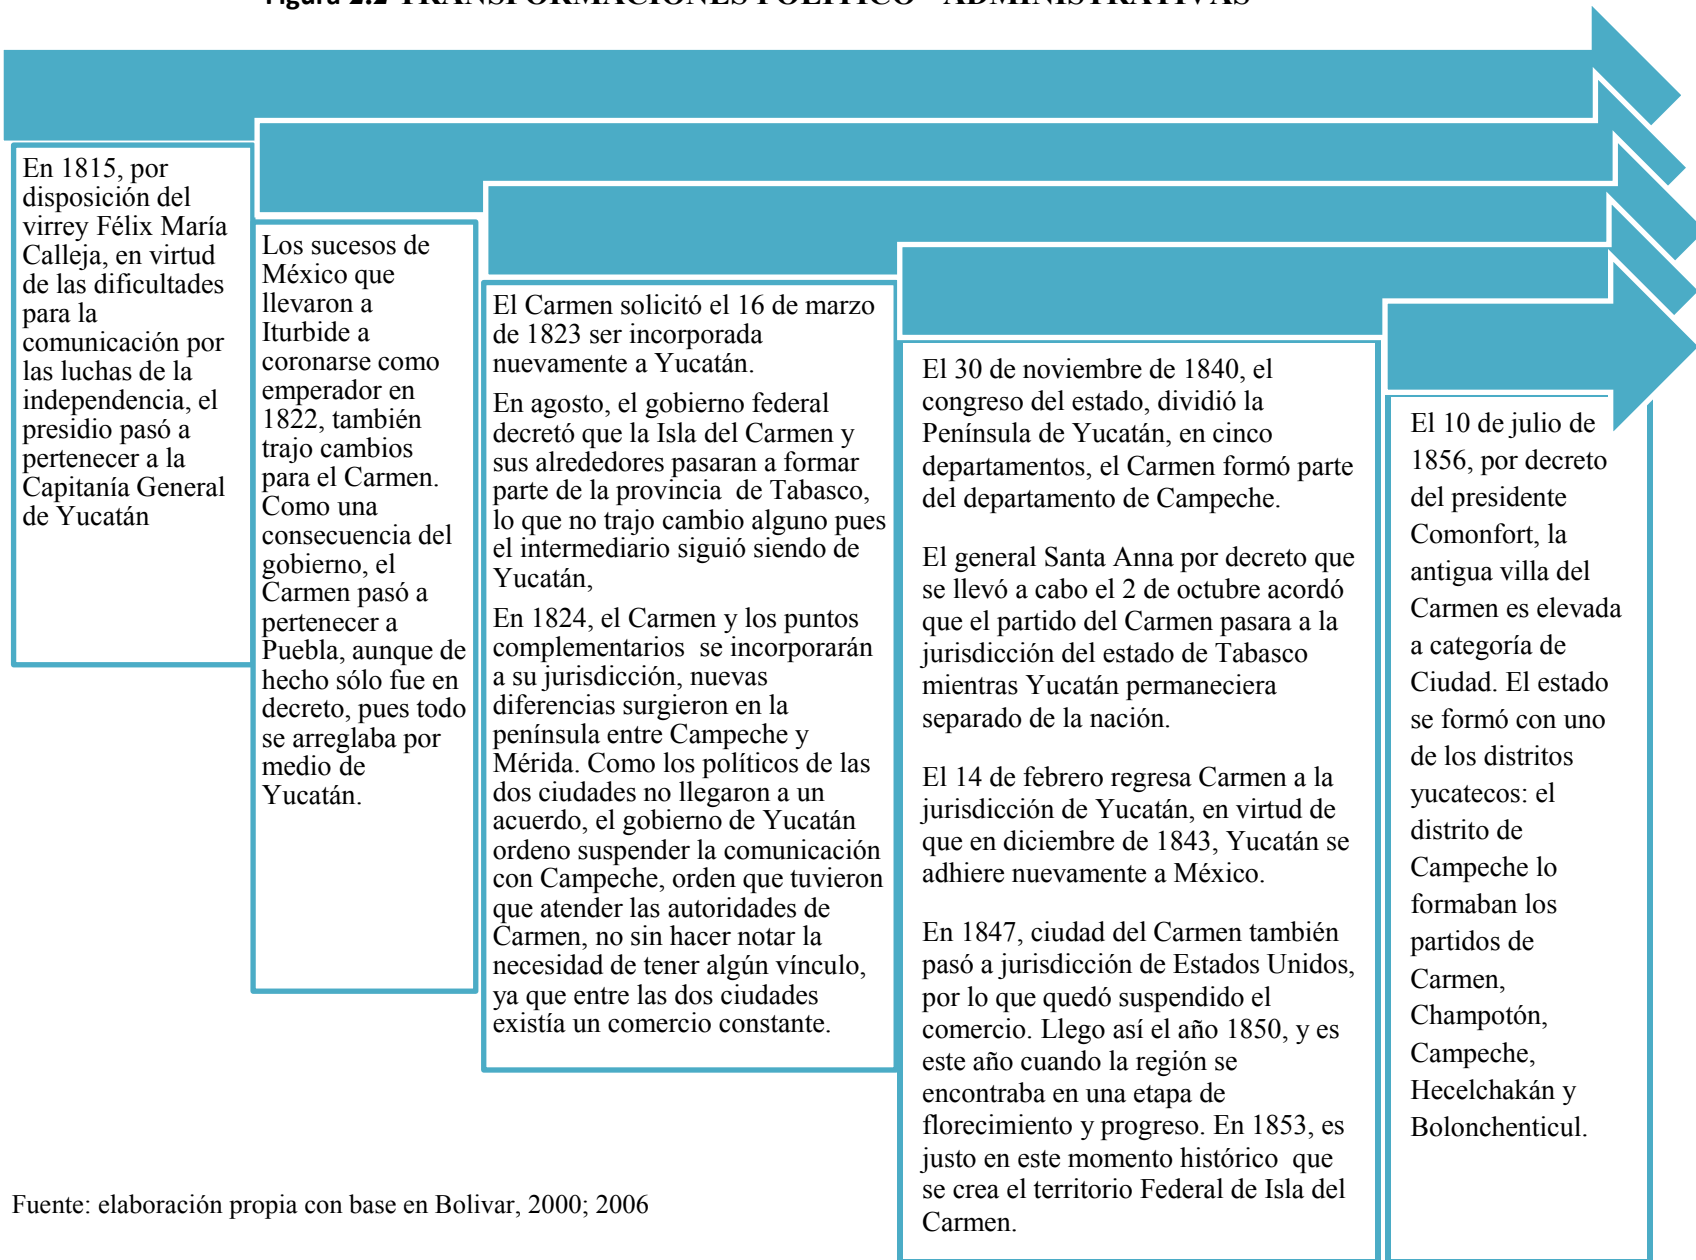 Figura 2.2 TRANSFORMACIONES POLÍTICO - ADMINISTRATIVAS
En 1815, por
disposición del
virrey Félix María
Calleja, en virtud
de las dificultades
para la
comunicación por
las luchas de la
independencia, el
presidio pasó a
pertenecer a la
Capitanía General
de Yucatán
Los sucesos de
México que
llevaron a
Iturbide a
coronarse como
emperador en
1822, también
trajo cambios
para el Carmen.
Como una
consecuencia del
gobierno, el
Carmen pasó a
pertenecer a
Puebla, aunque de
hecho sólo fue en
decreto, pues todo
se arreglaba por
medio de
Yucatán.
El Carmen solicitó el 16 de marzo
de 1823 ser incorporada
nuevamente a Yucatán.
En agosto, el gobierno federal
decretó que la Isla del Carmen y
sus alrededores pasaran a formar
parte de la provincia de Tabasco,
lo que no trajo cambio alguno pues
el intermediario siguió siendo de
Yucatán,
En 1824, el Carmen y los puntos
complementarios se incorporarán
a su jurisdicción, nuevas
diferencias surgieron en la
península entre Campeche y
Mérida. Como los políticos de las
dos ciudades no llegaron a un
acuerdo, el gobierno de Yucatán
ordeno suspender la comunicación
con Campeche, orden que tuvieron
que atender las autoridades de
Carmen, no sin hacer notar la
necesidad de tener algún vínculo,
ya que entre las dos ciudades
existía un comercio constante.
El 30 de noviembre de 1840, el
congreso del estado, dividió la
Península de Yucatán, en cinco
departamentos, el Carmen formó parte
del departamento de Campeche.
El general Santa Anna por decreto que
se llevó a cabo el 2 de octubre acordó
que el partido del Carmen pasara a la
jurisdicción del estado de Tabasco
mientras Yucatán permaneciera
separado de la nación.
El 14 de febrero regresa Carmen a la
jurisdicción de Yucatán, en virtud de
que en diciembre de 1843, Yucatán se
adhiere nuevamente a México.
En 1847, ciudad del Carmen también
pasó a jurisdicción de Estados Unidos,
por lo que quedó suspendido el
comercio. Llego así el año 1850, y es
este año cuando la región se
encontraba en una etapa de
florecimiento y progreso. En 1853, es
justo en este momento histórico que
se crea el territorio Federal de Isla del
Carmen.
El 10 de julio de
1856, por decreto
del presidente
Comonfort, la
antigua villa del
Carmen es elevada
a categoría de
Ciudad. El estado
se formó con uno
de los distritos
yucatecos: el
distrito de
Campeche lo
formaban los
partidos de
Carmen,
Champotón,
Campeche,
Hecelchakán y
Bolonchenticul.
Fuente: elaboración propia con base en Bolivar, 2000; 2006